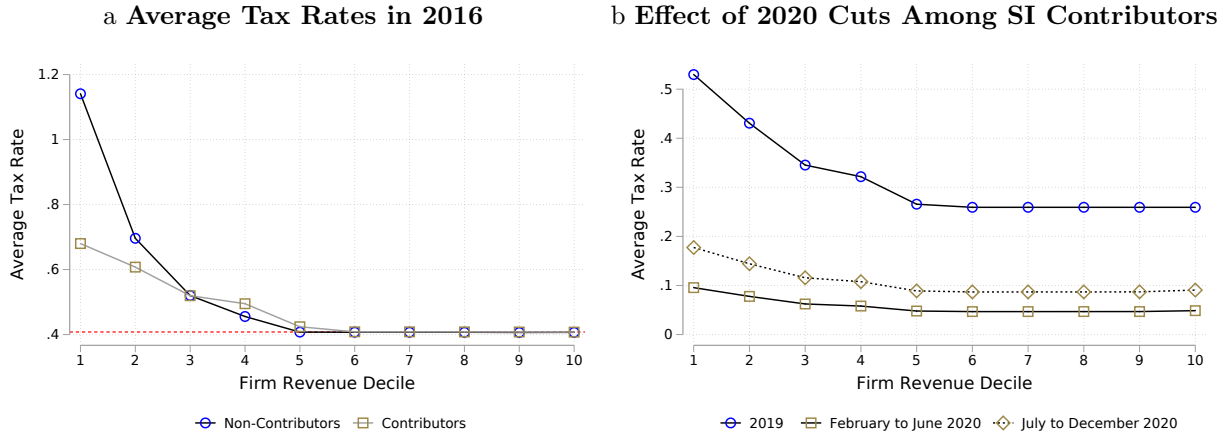 a Average Tax Rates in 2016
Average Tax Rate
1.2
1
.8
.6
.4
1 2 3 4 5 6 7 8 9 10
Firm Revenue Decile
Non-Contributors Contributors
b Effect of 2020 Cuts Among SI Contributors
Average Tax Rate
.5
.4
.3
.2
.1
0
1 2 3 4 5 6 7 8 9 10
Firm Revenue Decile
2019 February to June 2020 July to December 2020